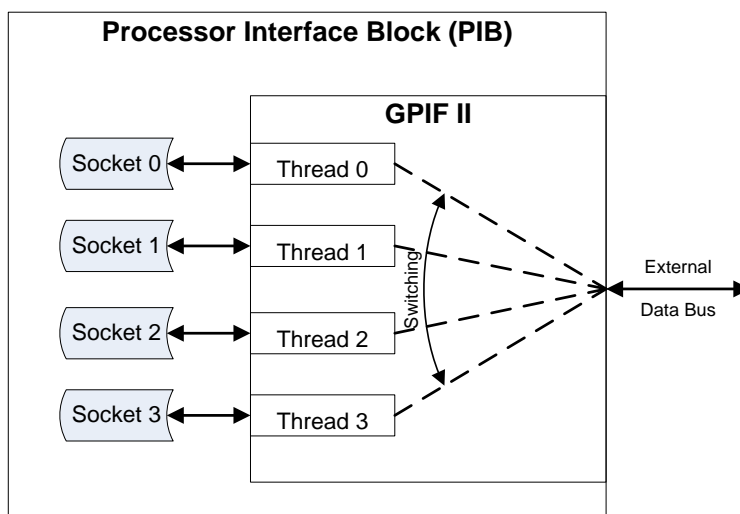 Processor Interface Block (PIB)
GPIF II
Socket 0
Thread 0
Socket 1
Thread 1
Switching
External
Data Bus
Socket 2
Thread 2
Socket 3
Thread 3